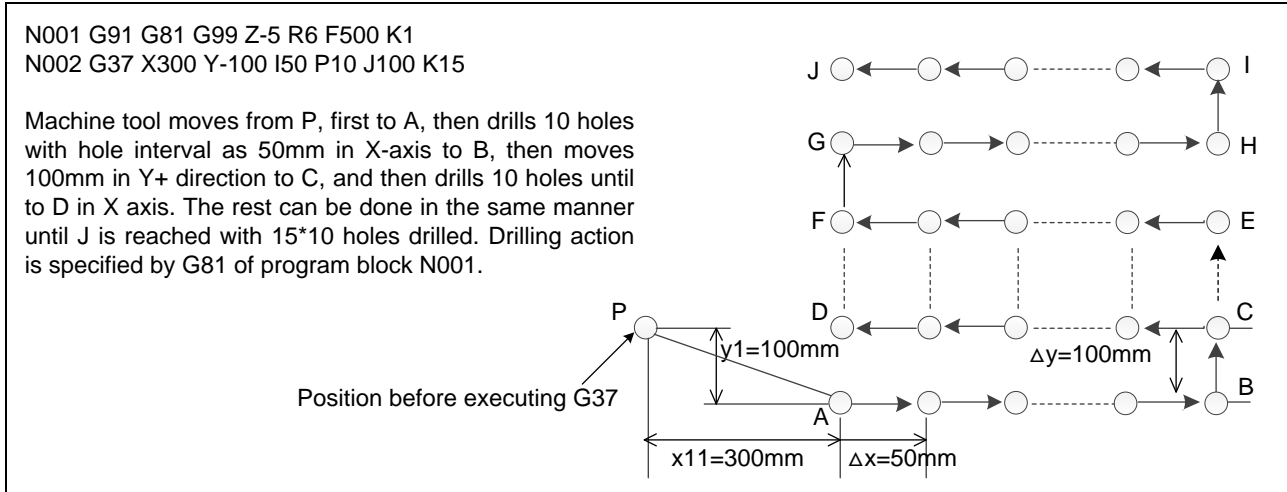 N001 G91 G81 G99 Z-5 R6 F500 K1
N002 G37 X300 Y-100 I50 P10 J100 K15
Machine tool moves from P, first to A, then drills 10 holes
with hole interval as 50mm in X-axis to B, then moves
100mm in Y+ direction to C, and then drills 10 holes until
to D in X axis. The rest can be done in the same manner
until J is reached with 15*10 holes drilled. Drilling action
is specified by G81 of program block N001.
J
I
G
H
F
E
P
D
C
y1=100mm
△y=100mm
Position before executing G37
A
B
x11=300mm
△x=50mm